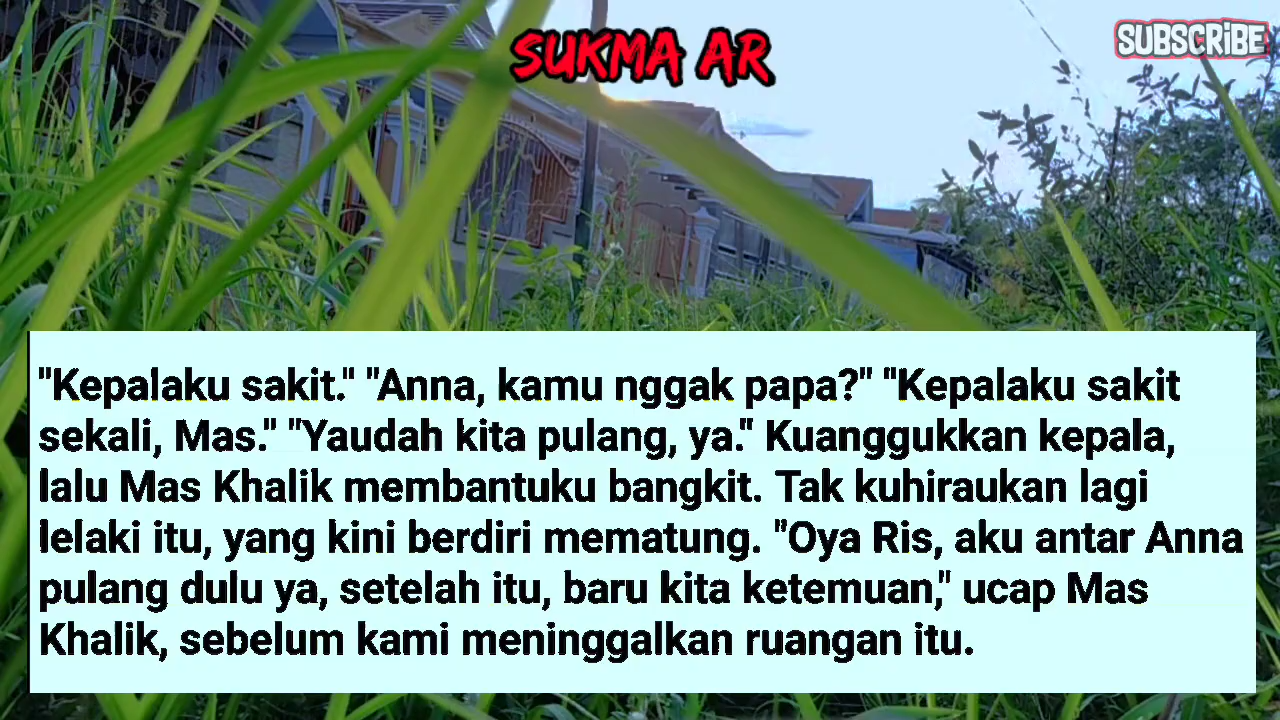 SUKMA AR
SUBSCRiBE
"Kepalaku sakit." "Anna, kamu nggak papa?" "Kepalaku sakit
sekali, Mas." "Yaudah kita pulang, ya." Kuanggukkan kepala,
lalu Mas Khalik membantuku bangkit. Tak kuhiraukan lagi
lelaki itu, yang kini berdiri mematung. "Oya Ris, aku antar Anna
pulang dulu ya, setelah itu, baru kita ketemuan," ucap Mas
Khalik, sebelum kami meninggalkan ruangan itu.